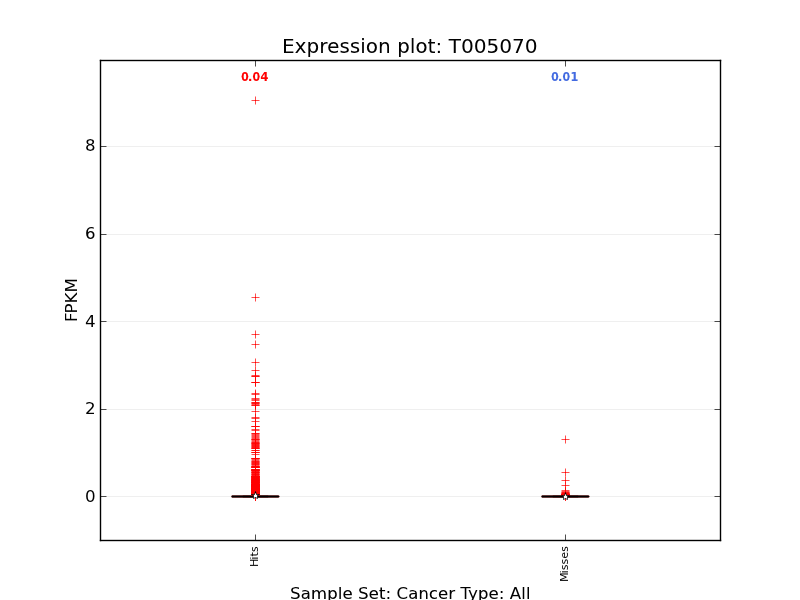 Expression plot: T005070
0.04
0.01
8
6
4
2
0
FPKM
Hits
Misses
Sample Set: Cancer Type: All